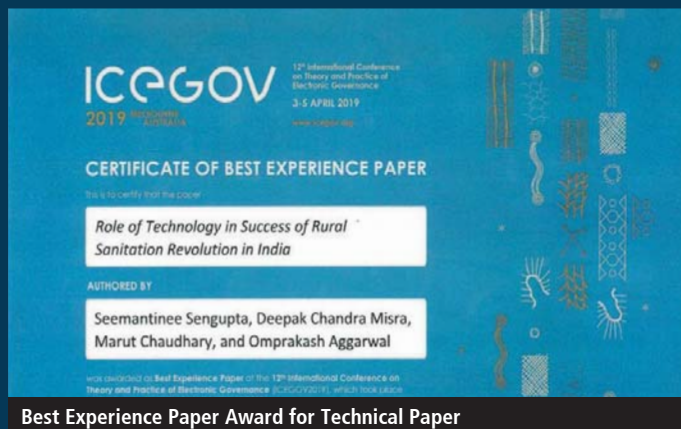 ICEGOV
2019 MELBOURNE
AUSTRALIA
12th International Conference
on Theory and Practice of
Electronic Governance
3-5 APRIL 2019
www.icegov.org
CERTIFICATE OF BEST EXPERIENCE PAPER
This is to certify that the paper
Role of Technology in Success of Rural
Sanitation Revolution in India
AUTHORED BY
Seemantinee Sengupta, Deepak Chandra Misra,
Marut Chaudhary, and Omprakash Aggarwal
was awarded as Best Experience Paper at the 12th International Conference on
Theory and Practice of Electronic Governance (ICEGOV2019), which took place
Best Experience Paper Award for Technical Paper